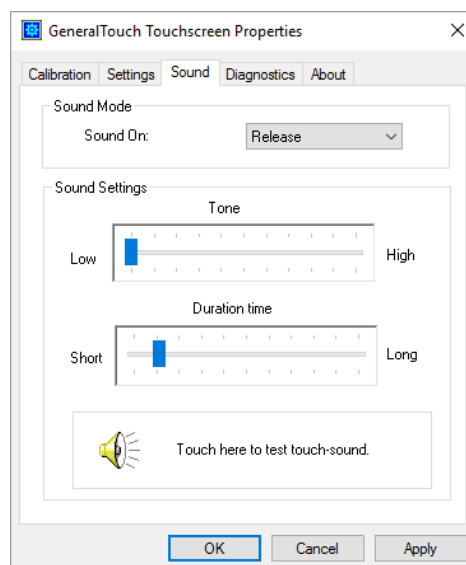 GeneralTouch Touchscreen Properties
Calibration Settings Sound Diagnostics About
Sound Mode
Sound On: Release
Sound Settings
Tone
Low High
Duration time
Short Long
Touch here to test touch-sound.
OK Cancel Apply